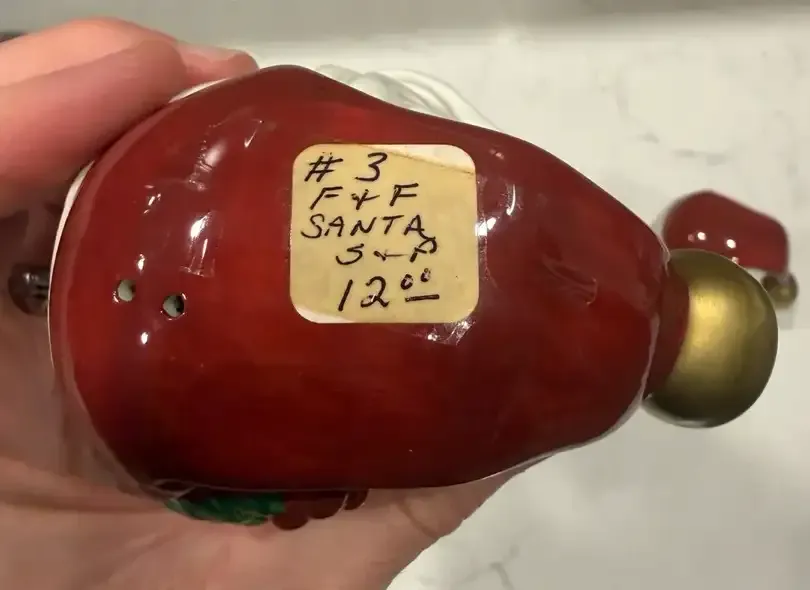 # 3
F + F
SANTA
S + P
12.00